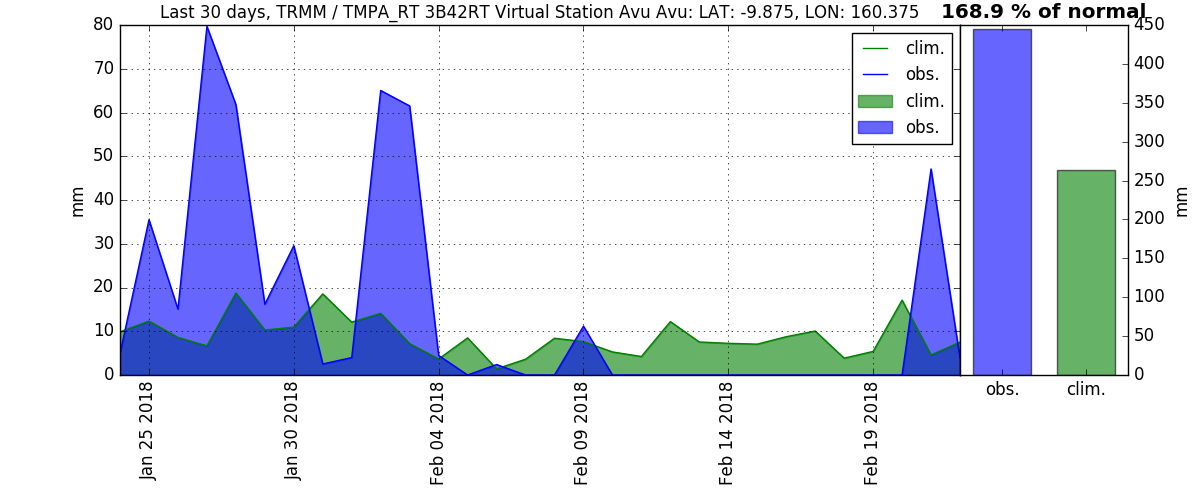 Last 30 days, TRMM / TMPA_RT 3B42RT Virtual Station Avu Avu: LAT: -9.875, LON: 160.375
168.9 % of normal
80
70
60
50
40
30
20
10
0
mm
clim.
obs.
clim.
obs.
Jan 25 2018
Jan 30 2018
Feb 04 2018
Feb 09 2018
Feb 14 2018
Feb 19 2018
450
400
350
300
250
200
150
100
50
0
mm
obs.
clim.